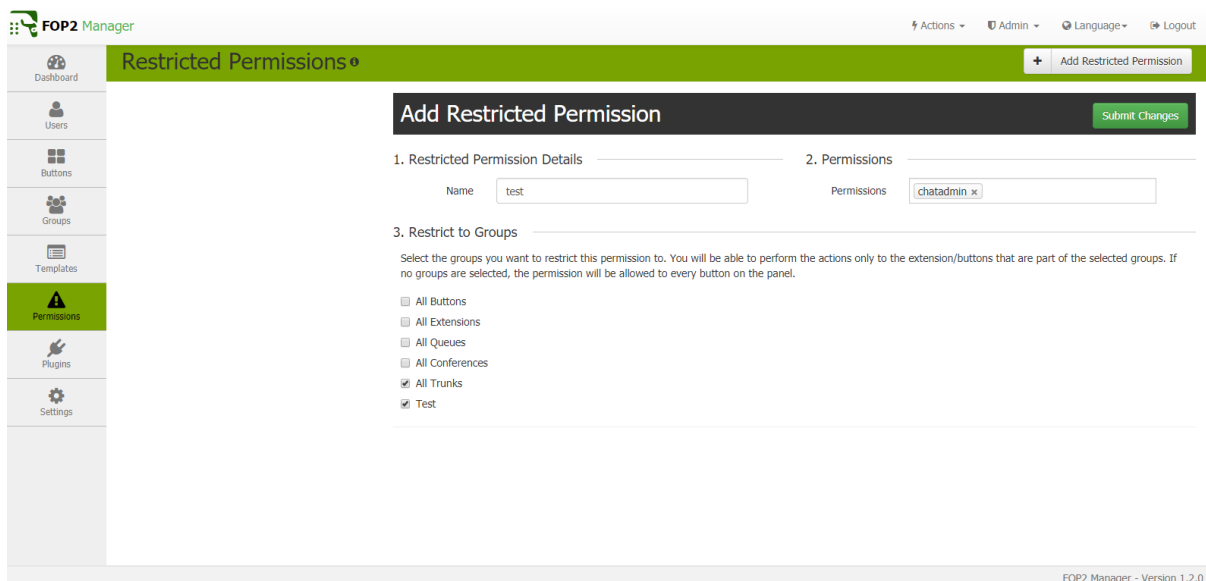 FOP2 Manager
Actions Admin Language Logout
Dashboard
Users
Buttons
Groups
Templates
Permissions
Plugins
Settings
Restricted Permissions
+ Add Restricted Permission
Add Restricted Permission
Submit Changes
1. Restricted Permission Details
Name test
2. Permissions
Permissions chatadmin ×
3. Restrict to Groups
Select the groups you want to restrict this permission to. You will be able to perform the actions only to the extension/buttons that are part of the selected groups. If
no groups are selected, the permission will be allowed to every button on the panel.
All Buttons
All Extensions
All Queues
All Conferences
All Trunks
Test
FOP2 Manager - Version 1.2.0